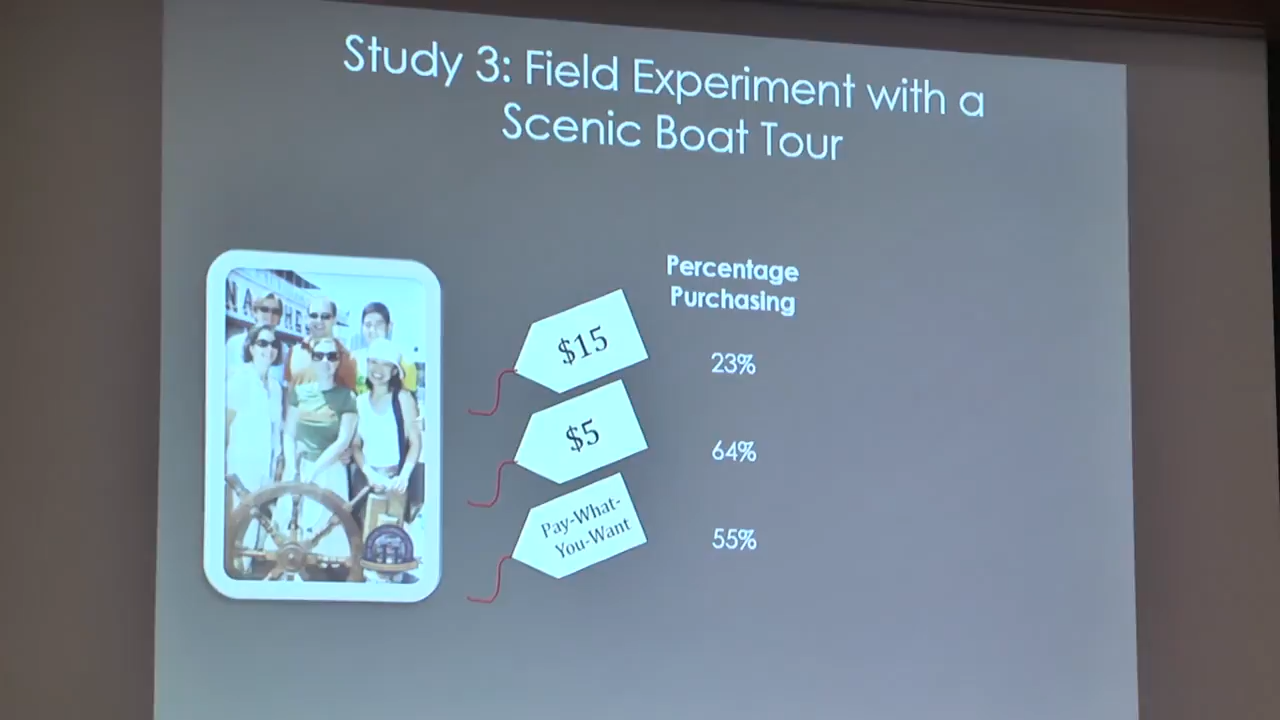 Study 3: Field Experiment with a
Scenic Boat Tour
Percentage
Purchasing
$15
23%
$5
64%
Pay-What-
You-Want
55%